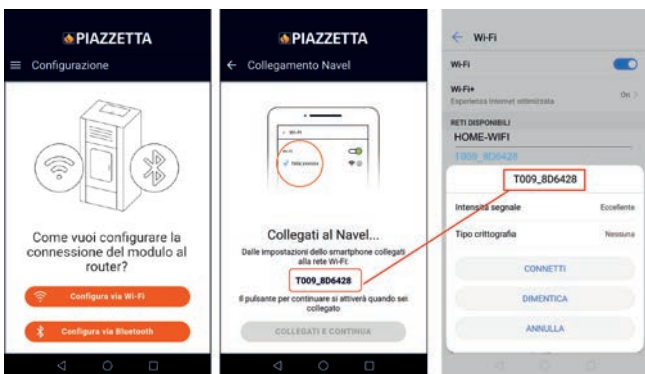 PIAZZETTA
Configurazione
Come vuoi configurare la
connessione del modulo al
router?
Configura via Wi-Fi
Configura via Bluetooth
PIAZZETTA
Collegamento Navel
Wi-Fi
Collegati al Navel...
Dalle impostazioni dello smartphone collegati
alla rete Wi-Fi:
T009_8D6428
Il pulsante per continuare si attiverà quando sei
collegato
COLLEGATI E CONTINUA
Wi-Fi
Wi-Fi
Wi-Fi+
On
Esperienza Internet ottimizzata
RETI DISPONIBILI
HOME-WIFI
T009_8D6428
T009_8D6428
Intensità segnale Eccellente
Tipo crittografia Nessuna
CONNETTI
DIMENTICA
ANNULLA